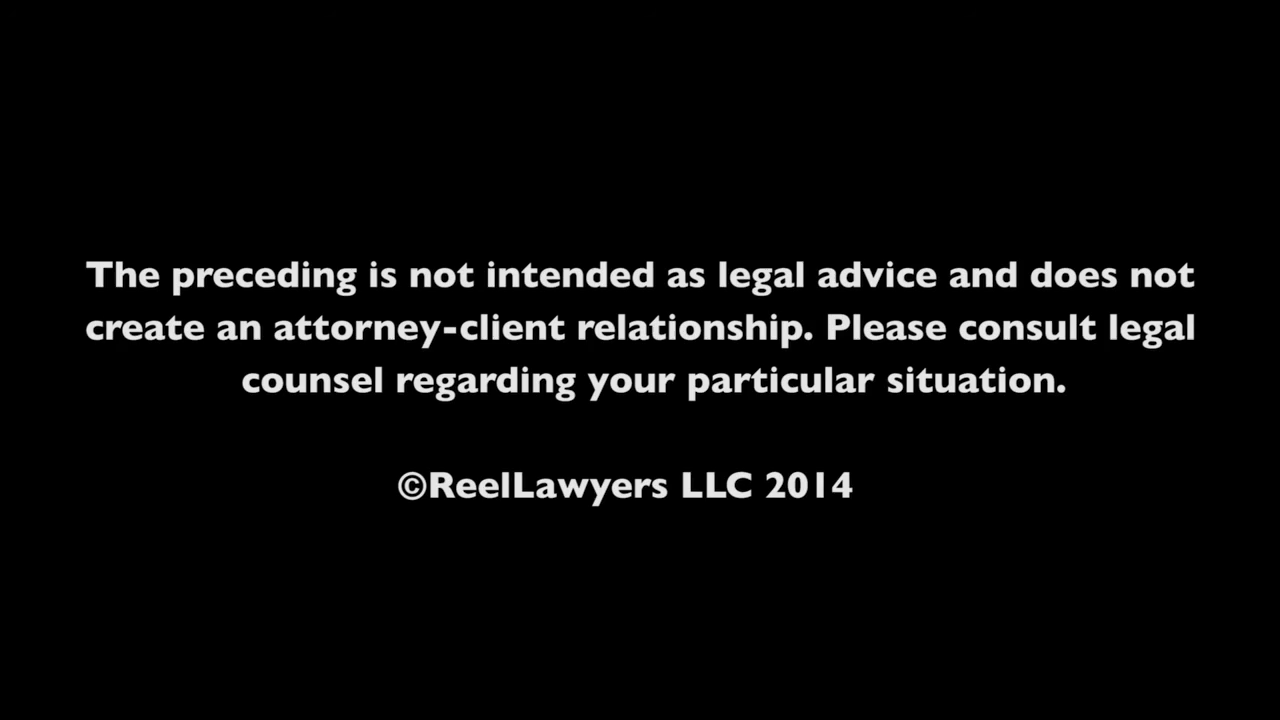 The preceding is not intended as legal advice and does not
create an attorney-client relationship. Please consult legal
counsel regarding your particular situation.
©ReelLawyers LLC 2014